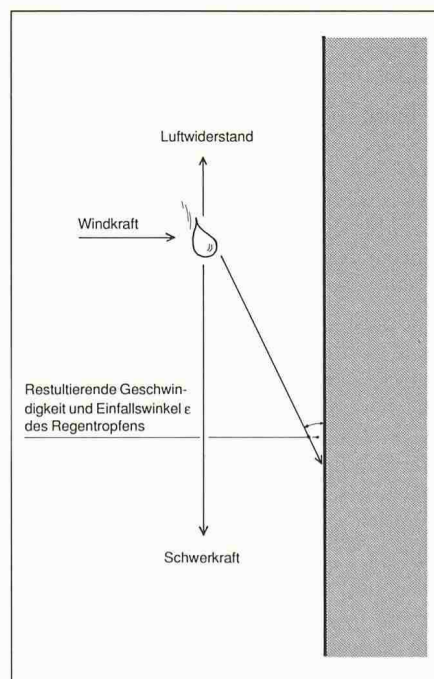 Luftwiderstand
Windkraft
Restultierende Geschwin-
digkeit und Einfallswinkel ε
des Regentropfens
Schwerkraft